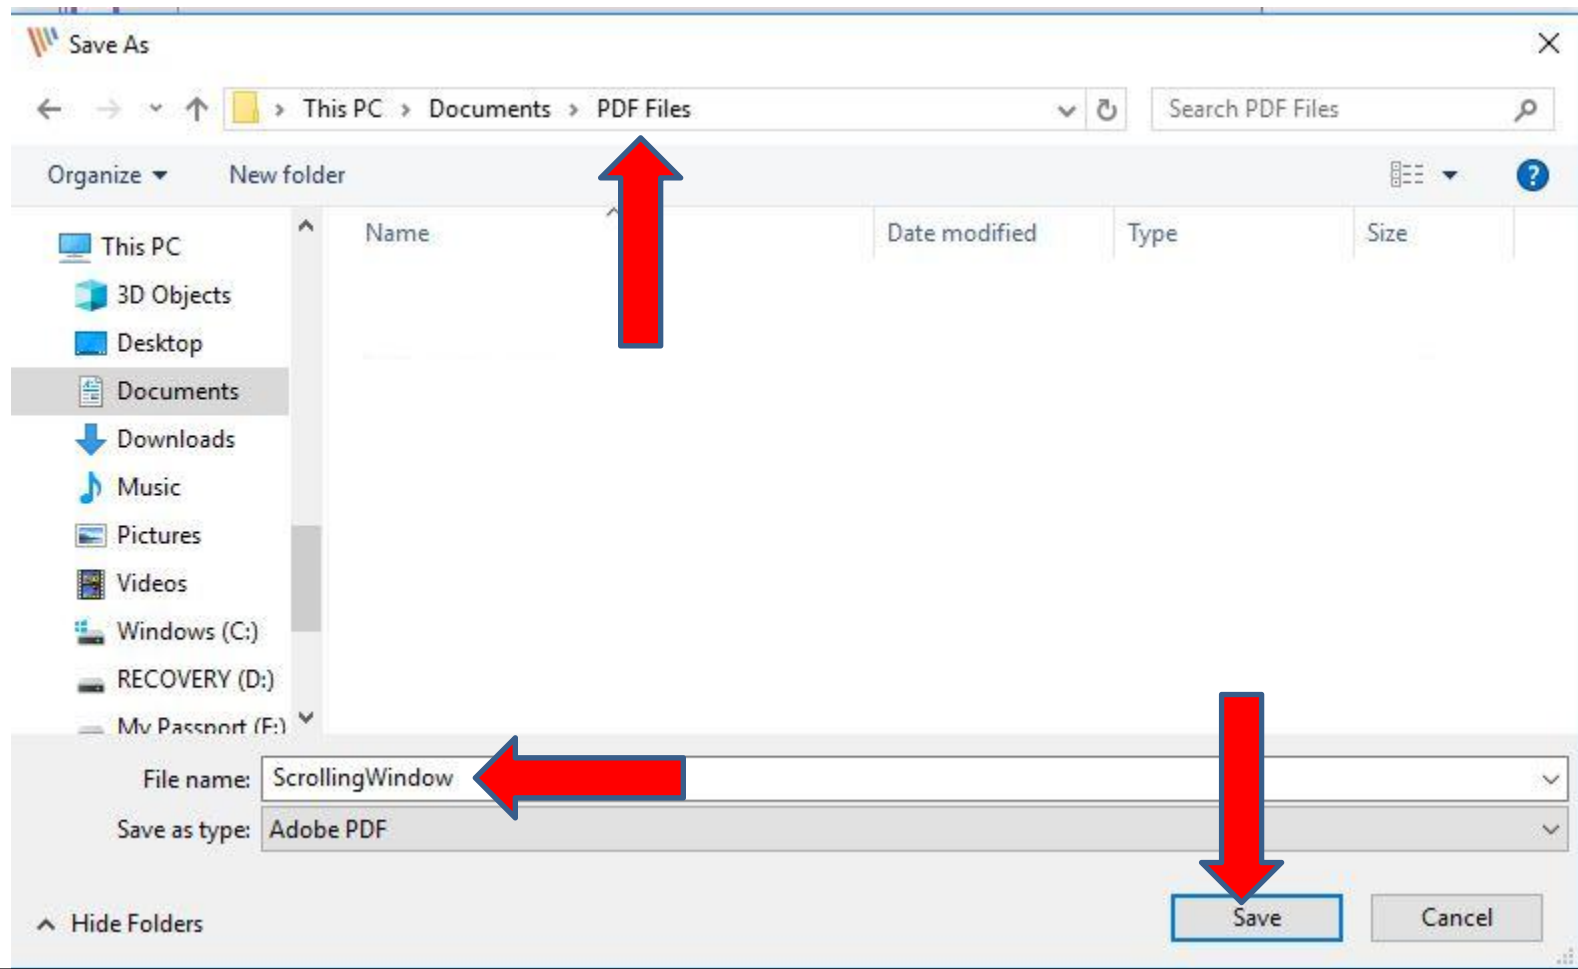 Save As
This PC > Documents > PDF Files
Search PDF Files
Organize
New folder
Name
Date modified
Type
Size
This PC
3D Objects
Desktop
Documents
Downloads
Music
Pictures
Videos
Windows (C:)
RECOVERY (D:)
My Passport (F:)
File name: ScrollingWindow
Save as type: Adobe PDF
Hide Folders
Save
Cancel